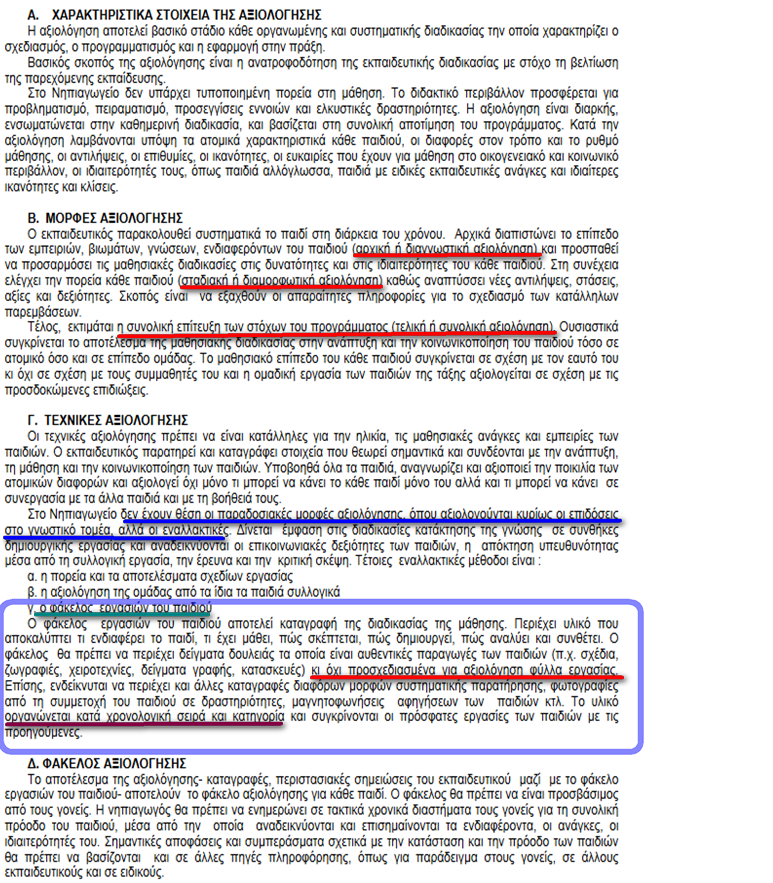 Α. ΧΑΡΑΚΤΗΡΙΣΤΙΚΑ ΣΤΟΙΧΕΙΑ ΤΗΣ ΑΞΙΟΛΟΓΗΣΗΣ
Η αξιολόγηση αποτελεί βασικό στάδιο κάθε οργανωμένης και συστηματικής διαδικασίας την οποία χαρακτηρίζει ο
σχεδιασμός, ο προγραμματισμός και η εφαρμογή στην πράξη.
Βασικός σκοπός της αξιολόγησης είναι η ανατροφοδότηση της εκπαιδευτικής διαδικασίας με στόχο τη βελτίωση
της παρεχόμενης εκπαίδευσης.
Στο Νηπιαγωγείο δεν υπάρχει τυποποιημένη πορεία στη μάθηση. Το διδακτικό περιβάλλον προσφέρεται για
προβληματισμό, πειραματισμό, προσεγγίσεις εννοιών και ελκυστικές δραστηριότητες. Η αξιολόγηση είναι διαρκής,
ενσωματώνεται στην καθημερινή διαδικασία, και βασίζεται στη συνολική αποτίμηση του προγράμματος. Κατά την
αξιολόγηση λαμβάνονται υπόψη τα ατομικά χαρακτηριστικά κάθε παιδιού, οι διαφορές στον τρόπο και το ρυθμό
μάθησης, οι αντιλήψεις, οι επιθυμίες, οι ικανότητες, οι ευκαιρίες που έχουν για μάθηση στο οικογενειακό και κοινωνικό
περιβάλλον, οι ιδιαιτερότητές τους, όπως παιδιά αλλόγλωσσα, παιδιά με ειδικές εκπαιδευτικές ανάγκες και ιδιαίτερες
ικανότητες και κλίσεις.
Β. ΜΟΡΦΕΣ ΑΞΙΟΛΟΓΗΣΗΣ
Ο εκπαιδευτικός παρακολουθεί συστηματικά το παιδί στη διάρκεια του χρόνου. Αρχικά διαπιστώνει το επίπεδο
των εμπειριών, βιωμάτων, γνώσεων, ενδιαφερόντων του παιδιού (αρχική ή διαγνωστική αξιολόγηση) και προσπαθεί
να προσαρμόσει τις μαθησιακές διαδικασίες στις δυνατότητες και στις ιδιαιτερότητες του κάθε παιδιού. Στη συνέχεια
ελέγχει την πορεία κάθε παιδιού (σταδιακή ή διαμορφωτική αξιολόγηση) καθώς αναπτύσσει νέες αντιλήψεις, στάσεις,
αξίες και δεξιότητες. Σκοπός είναι να εξαχθούν οι απαραίτητες πληροφορίες για το σχεδιασμό των κατάλληλων
παρεμβάσεων.
Τέλος, εκτιμάται η συνολική επίτευξη των στόχων του προγράμματος (τελική ή συνολική αξιολόγηση). Ουσιαστικά
συγκρίνεται το αποτέλεσμα της μαθησιακής διαδικασίας στην ανάπτυξη και την κοινωνικοποίηση του παιδιού τόσο σε
ατομικό όσο και σε επίπεδο ομάδας. Το μαθησιακό επίπεδο του κάθε παιδιού συγκρίνεται σε σχέση με τον εαυτό του
κι όχι σε σχέση με τους συμμαθητές του και η ομαδική εργασία των παιδιών της τάξης αξιολογείται σε σχέση με τις
προσδοκώμενες επιδιώξεις.
Γ. ΤΕΧΝΙΚΕΣ ΑΞΙΟΛΟΓΗΣΗΣ
Οι τεχνικές αξιολόγησης πρέπει να είναι κατάλληλες για την ηλικία, τις μαθησιακές ανάγκες και εμπειρίες των
παιδιών. Ο εκπαιδευτικός παρατηρεί και καταγράφει στοιχεία που θεωρεί σημαντικά και συνδέονται με την ανάπτυξη,
τη μάθηση και την κοινωνικοποίηση των παιδιών. Υποβοηθά όλα τα παιδιά, αναγνωρίζει και αξιοποιεί την ποικιλία των
ατομικών διαφορών και αξιολογεί όχι μόνο τι μπορεί να κάνει το κάθε παιδί μόνο του αλλά και τι μπορεί να κάνει σε
συνεργασία με τα άλλα παιδιά και με τη βοήθειά τους.
Στο Νηπιαγωγείο δεν έχουν θέση οι παραδοσιακές μορφές αξιολόγησης, όπου αξιολογούνται κυρίως οι επιδόσεις
στο γνωστικό τομέα, αλλά οι εναλλακτικές. Δίνεται έμφαση στις διαδικασίες κατάκτησης της γνώσης σε συνθήκες
δημιουργικής εργασίας και αναδεικνύονται οι επικοινωνιακές δεξιότητες των παιδιών, η απόκτηση υπευθυνότητας
μέσα από τη συλλογική εργασία, την έρευνα και την κριτική σκέψη. Τέτοιες εναλλακτικές μέθοδοι είναι :
α. η πορεία και τα αποτελέσματα σχεδίων εργασίας
β. η αξιολόγηση της ομάδας από τα ίδια τα παιδιά συλλογικά
γ. ο φάκελος εργασιών του παιδιού
Ο φάκελος εργασιών του παιδιού αποτελεί καταγραφή της διαδικασίας της μάθησης. Περιέχει υλικό που
αποκαλύπτει τι ενδιαφέρει το παιδί, τι έχει μάθει, πώς σκέπτεται, πώς δημιουργεί, πώς αναλύει και συνθέτει. Ο
φάκελος θα πρέπει να περιέχει δείγματα δουλειάς τα οποία είναι αυθεντικές παραγωγές των παιδιών (π.χ. σχέδια,
ζωγραφιές, χειροτεχνίες, δείγματα γραφής, κατασκευές) κι όχι προσχεδιασμένα για αξιολόγηση φύλλα εργασίας.
Επίσης, ενδείκνυται να περιέχει και άλλες καταγραφές διαφόρων μορφών συστηματικής παρατήρησης, φωτογραφίες
από τη συμμετοχή του παιδιού σε δραστηριότητες, μαγνητοφωνήσεις αφηγήσεων των παιδιών κτλ. Το υλικό
οργανώνεται κατά χρονολογική σειρά και κατηγορία και συγκρίνονται οι πρόσφατες εργασίες των παιδιών με τις
προηγούμενες.
Δ. ΦΑΚΕΛΟΣ ΑΞΙΟΛΟΓΗΣΗΣ
Το αποτέλεσμα της αξιολόγησης- καταγραφές, περιστασιακές σημειώσεις του εκπαιδευτικού μαζί με το φάκελο
εργασιών του παιδιού- αποτελούν το φάκελο αξιολόγησης για κάθε παιδί. Ο φάκελος θα πρέπει να είναι προσβάσιμος
από τους γονείς. Η νηπιαγωγός θα πρέπει να ενημερώνει σε τακτικά χρονικά διαστήματα τους γονείς για τη συνολική
πρόοδο του παιδιού, μέσα από την οποία αναδεικνύονται και επισημαίνονται τα ενδιαφέροντα, οι ανάγκες, οι
ιδιαιτερότητές του. Σημαντικές αποφάσεις και συμπεράσματα σχετικά με την κατάσταση και την πρόοδο των παιδιών
θα πρέπει να βασίζονται και σε άλλες πηγές πληροφόρησης, όπως για παράδειγμα στους γονείς, σε άλλους
εκπαιδευτικούς και σε ειδικούς.